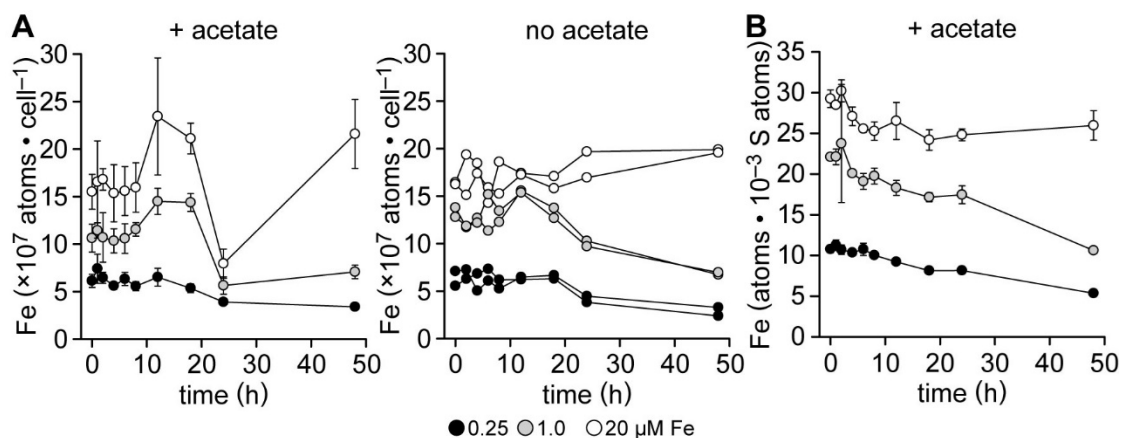 A
+ acetate
Fe (×10⁷ atoms • cell⁻¹)
30
25
20
15
10
5
0
0 10 20 30 40 50
time (h)
no acetate
Fe (×10⁷ atoms • cell⁻¹)
30
25
20
15
10
5
0
0 10 20 30 40 50
time (h)
B
+ acetate
Fe (atoms • 10⁻³ S atoms)
35
30
25
20
15
10
5
0
0 10 20 30 40 50
time (h)
0.25 1.0 20 µM Fe